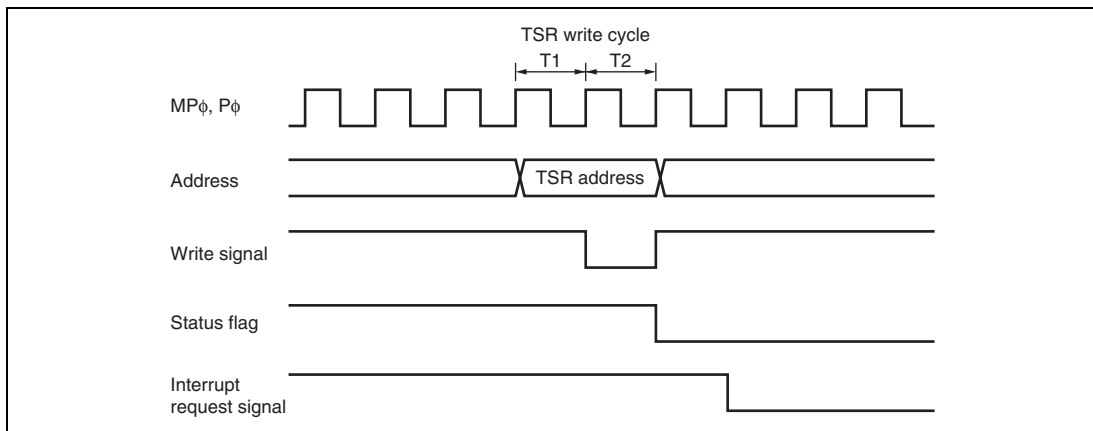 TSR write cycle
T1 T2
MPϕ, Pϕ
Address
TSR address
Write signal
Status flag
Interrupt
request signal